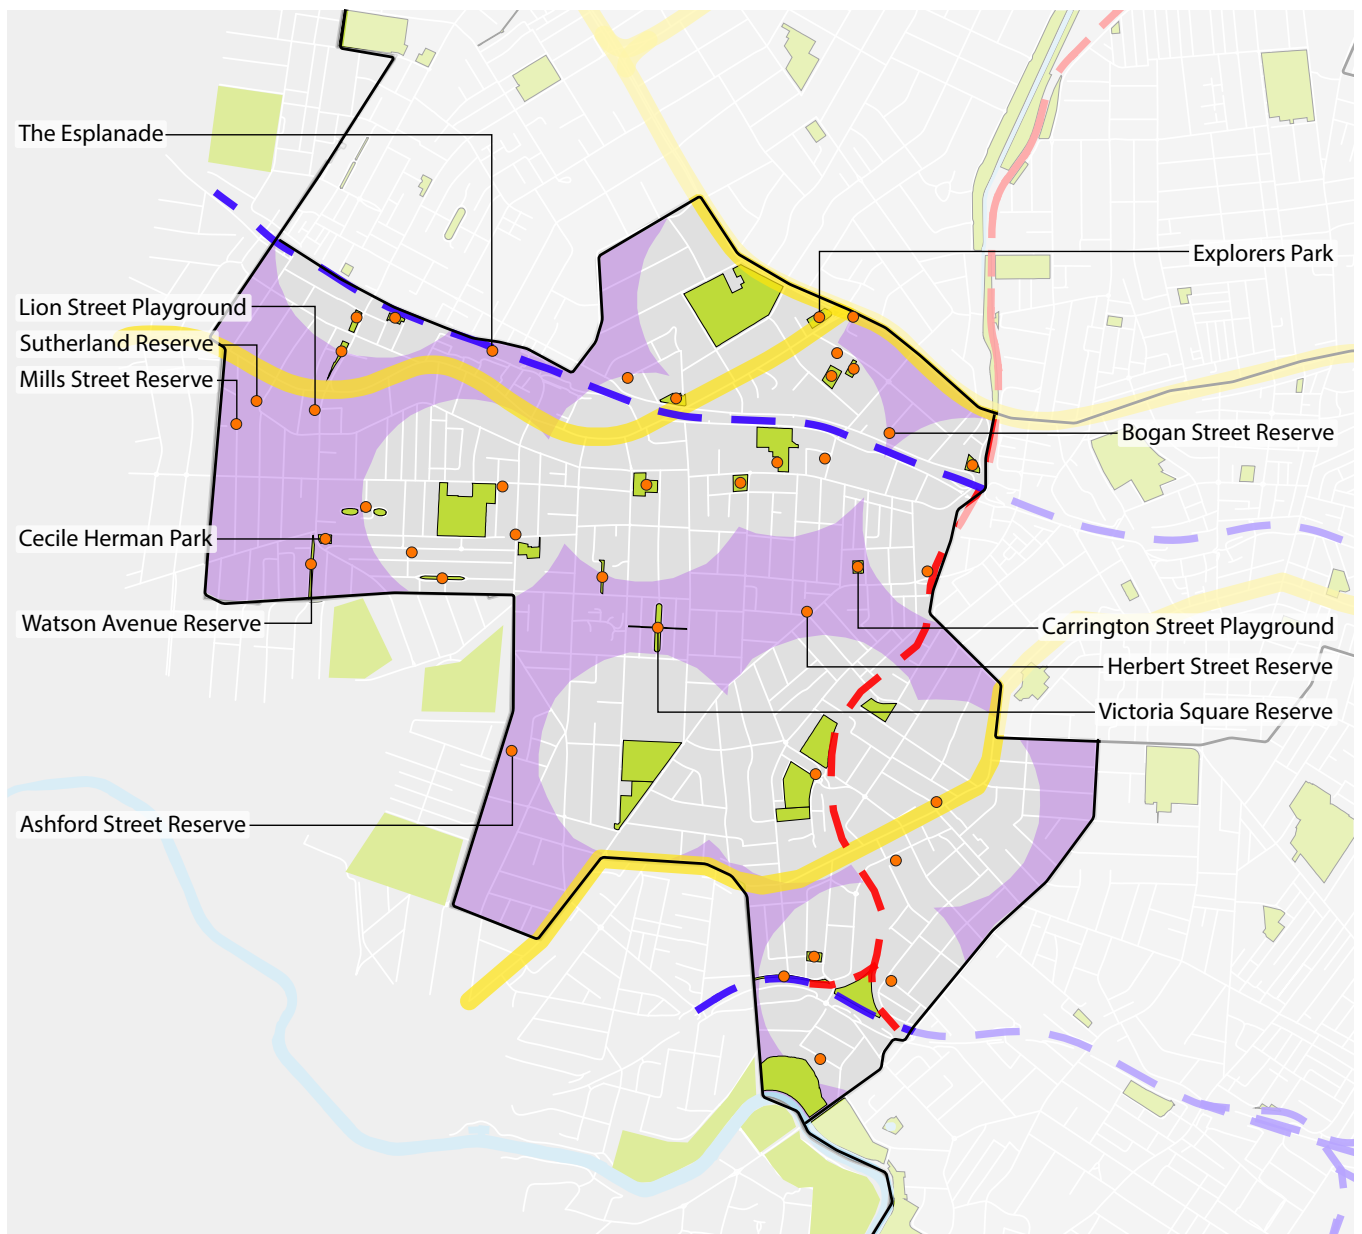 The Esplanade
Explorers Park
Lion Street Playground
Sutherland Reserve
Mills Street Reserve
Bogan Street Reserve
Cecile Herman Park
Watson Avenue Reserve
Carrington Street Playground
Herbert Street Reserve
Victoria Square Reserve
Ashford Street Reserve